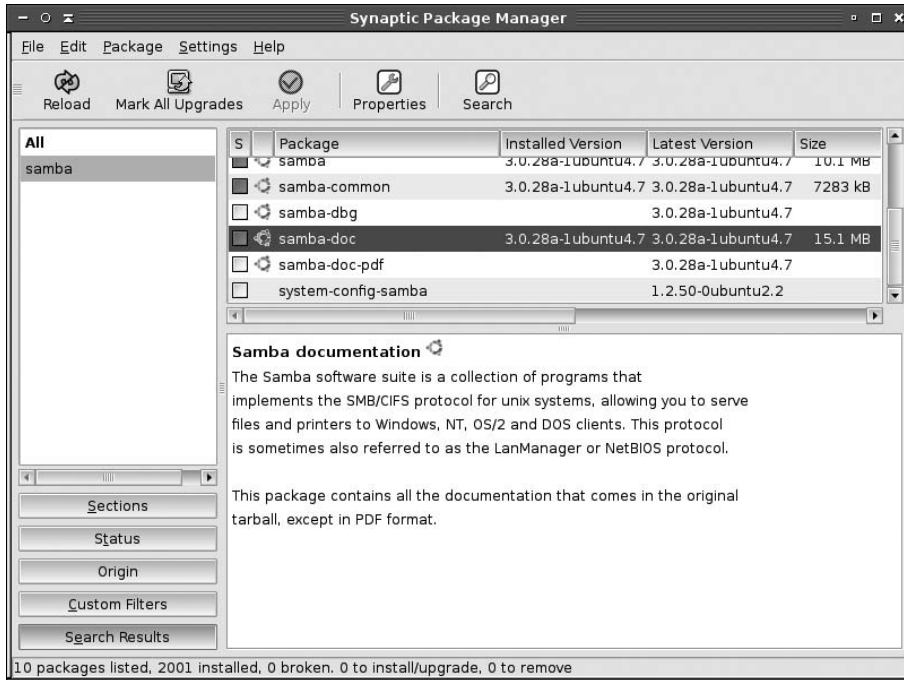 Synaptic Package Manager
File Edit Package Settings Help
Reload Mark All Upgrades Apply Properties Search
All
samba
S Package Installed Version Latest Version Size
samba 3.0.28a-1ubuntu4.7 3.0.28a-1ubuntu4.7 10.1 MB
samba-common 3.0.28a-1ubuntu4.7 3.0.28a-1ubuntu4.7 7283 kB
samba-dbg 3.0.28a-1ubuntu4.7
samba-doc 3.0.28a-1ubuntu4.7 3.0.28a-1ubuntu4.7 15.1 MB
samba-doc-pdf 3.0.28a-1ubuntu4.7
system-config-samba 1.2.50-0ubuntu2.2
Samba documentation
The Samba software suite is a collection of programs that
implements the SMB/CIFS protocol for unix systems, allowing you to serve
files and printers to Windows, NT, OS/2 and DOS clients. This protocol
is sometimes also referred to as the LanManager or NetBIOS protocol.
This package contains all the documentation that comes in the original
tarball, except in PDF format.
Sections
Status
Origin
Custom Filters
Search Results
10 packages listed, 2001 installed, 0 broken. 0 to install/upgrade, 0 to remove